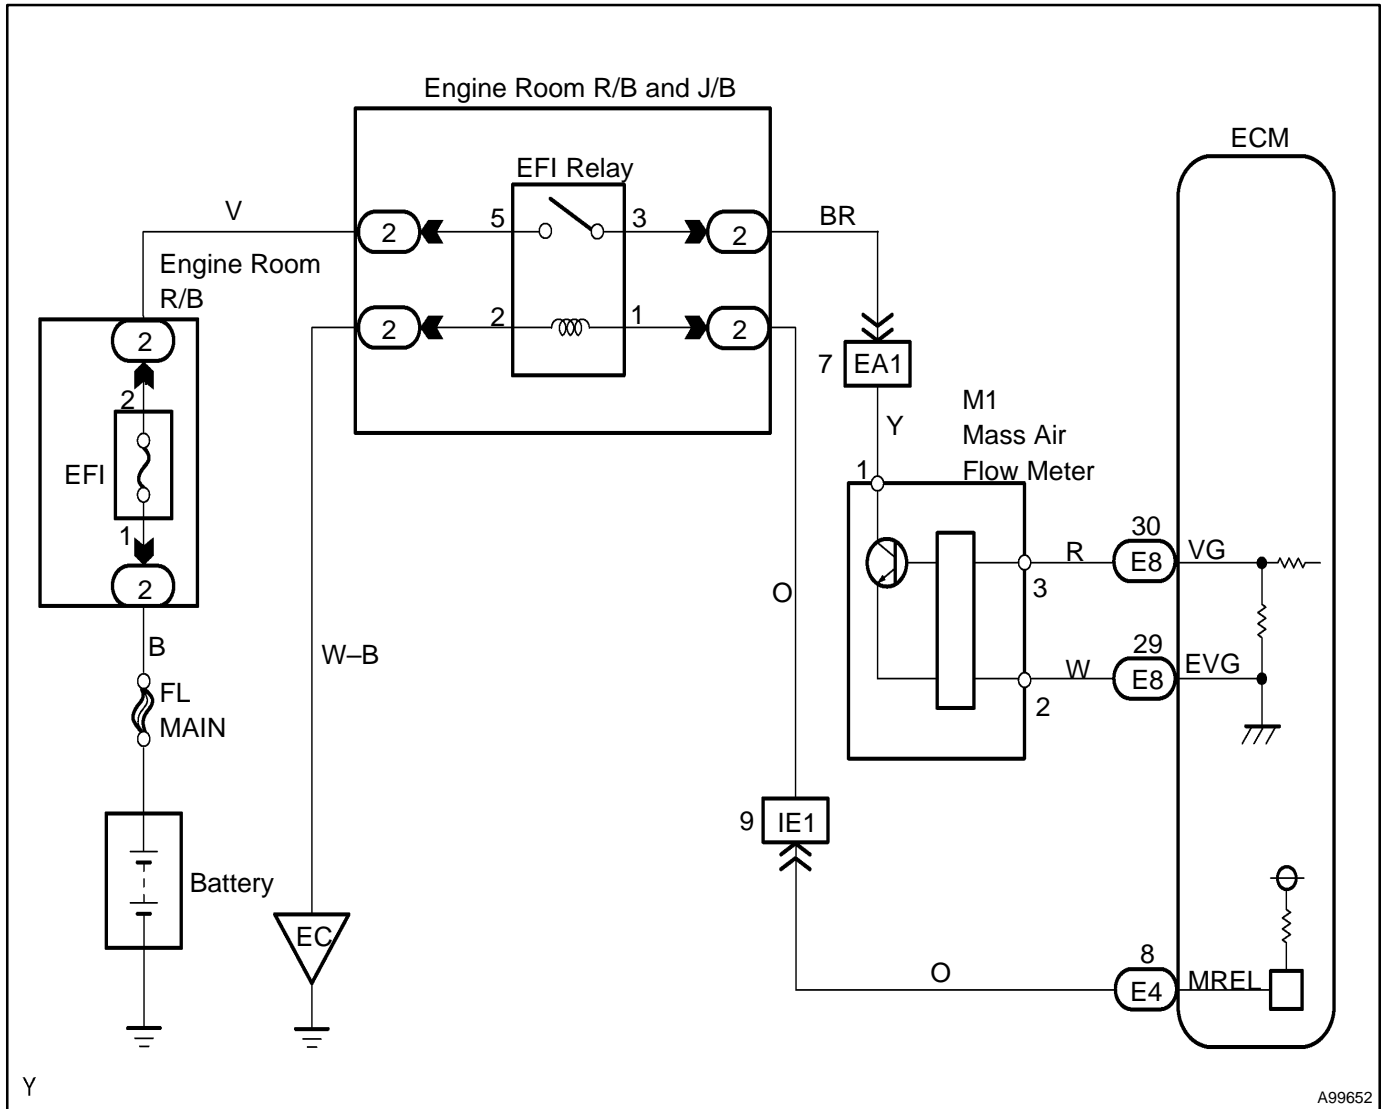 Engine Room R/B and J/B
ECM
EFI Relay
V
2
5
3
2
BR
Engine Room
R/B
2
2
1
2
2
7
EA1
2
M1
Mass Air
Flow Meter
Y
1
EFI
1
30
R
E8
VG
3
2
O
29
B
W–B
W
E8
EVG
2
FL
MAIN
9
IE1
Battery
EC
8
O
E4
MREL
Y
A99652